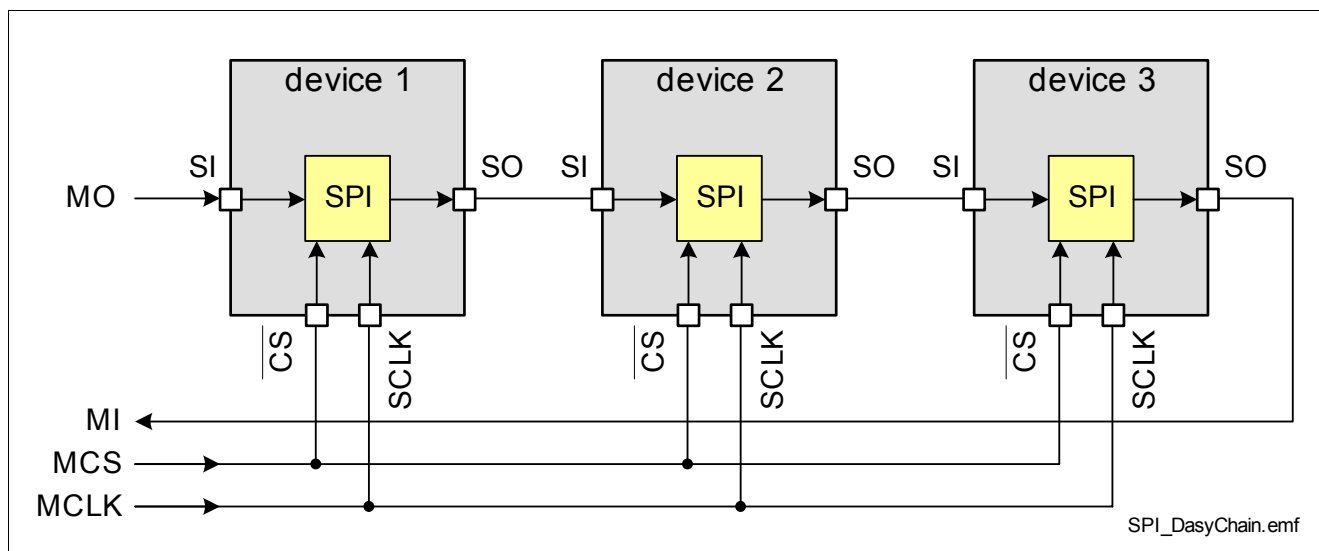 device 1 device 2 device 3
SI SO SI SO SI SO
MO SPI SPI SPI
CS SCLK CS SCLK CS SCLK
MI
MCS
MCLK
SPI_DasyChain.emf